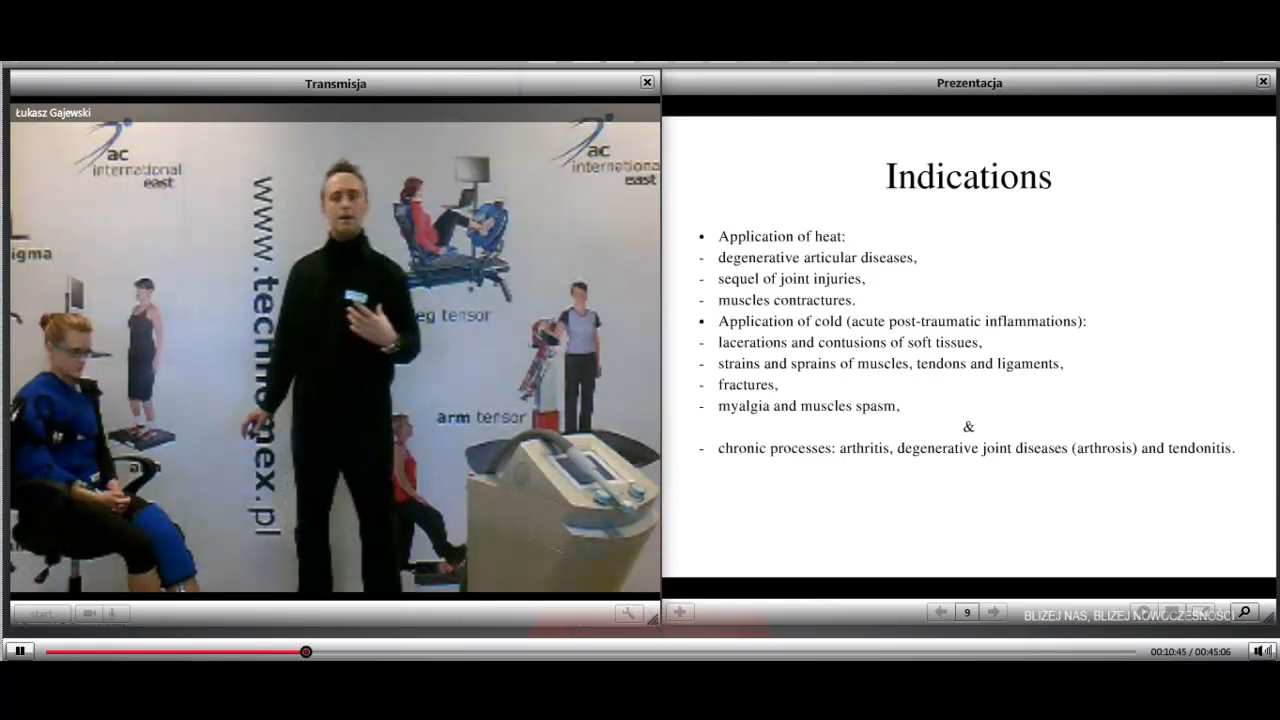 Transmisja
Łukasz Gajewski
ac
international
east
ac
internationa
east
igma
www.technomex.pl
eg tensor
arm tensor
Prezentacja
Indications
• Application of heat:
- degenerative articular diseases,
- sequel of joint injuries,
- muscles contractures.
• Application of cold (acute post-traumatic inflammations):
- lacerations and contusions of soft tissues,
- strains and sprains of muscles, tendons and ligaments,
- fractures,
- myalgia and muscles spasm,
&
- chronic processes: arthritis, degenerative joint diseases (arthrosis) and tendonitis.
start
9
BLIŻEJ NAS, BLIŻEJ NOWOCZESNOŚCI
00:10:45 / 00:45:06